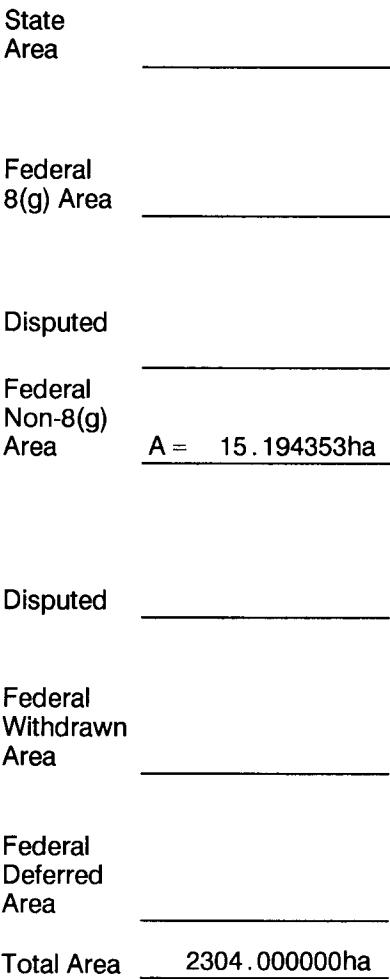 State
Area
Federal
8(g) Area
Disputed
Federal
Non-8(g)
Area A = 15.194353ha
Disputed
Federal
Withdrawn
Area
Federal
Deferred
Area
Total Area 2304.000000ha